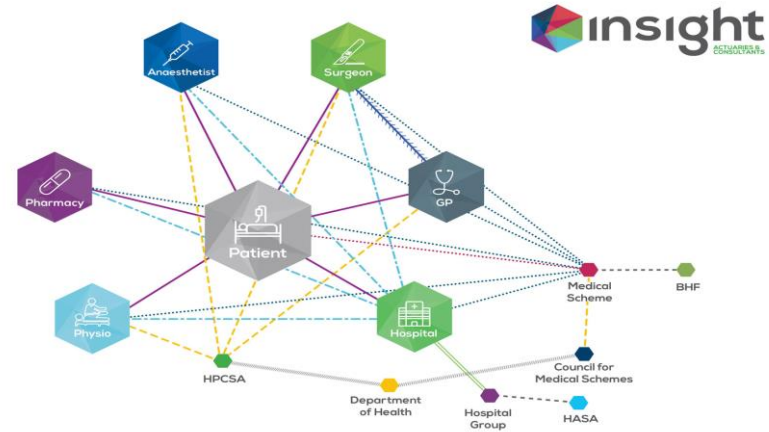 insight
ACTUARIES &
CONSULTANTS
Anaesthetist
Surgeon
Pharmacy
GP
Patient
Medical
Scheme
BHF
Physio
Hospital
HPCSA
Council for
Medical Schemes
Department
of Health
Hospital
Group
HASA